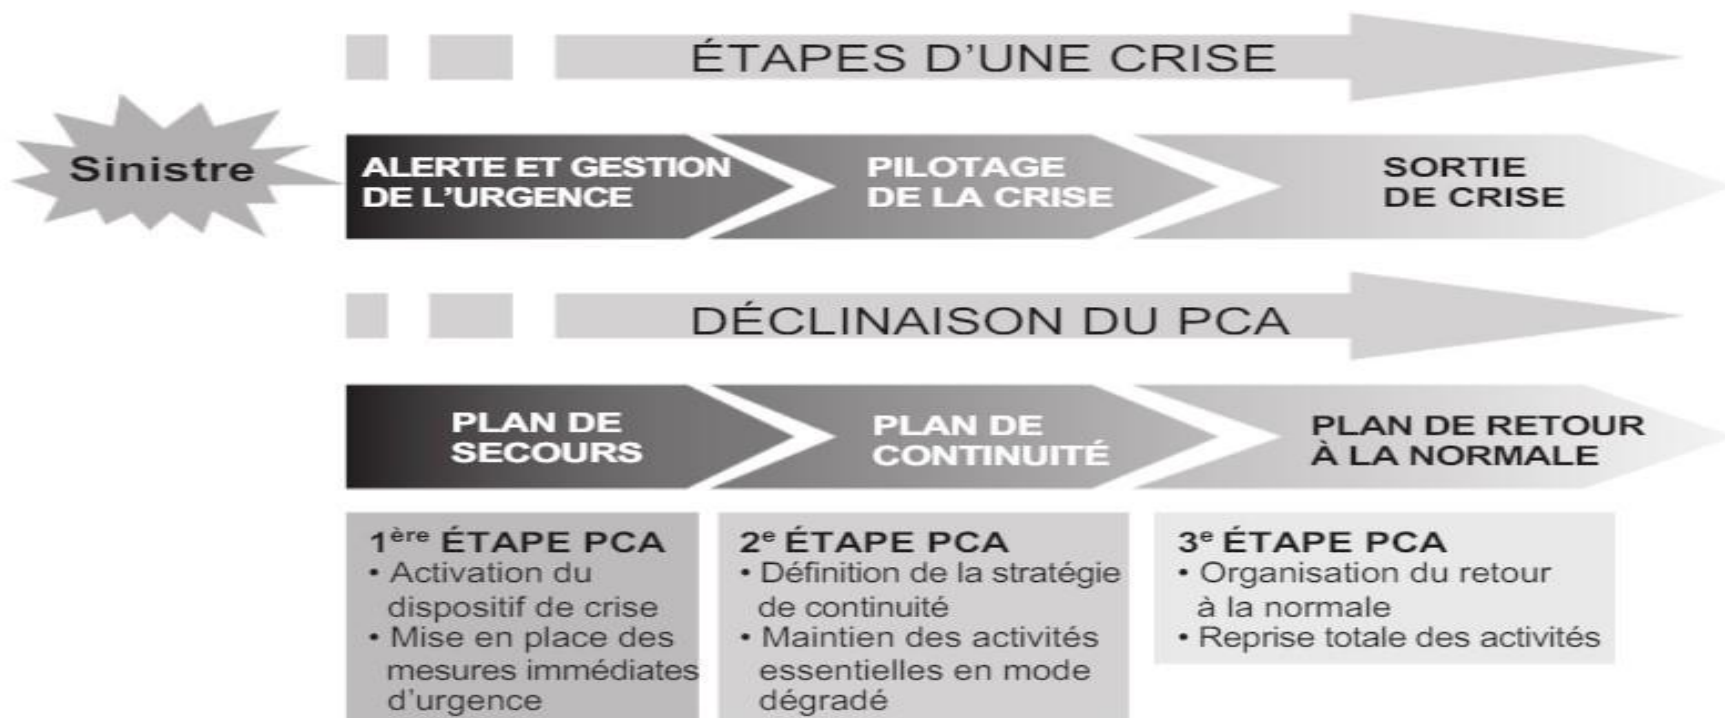 ÉTAPES D'UNE CRISE
Sinistre
ALERTE ET GESTION
DE L'URGENCE
PILOTAGE
DE LA CRISE
SORTIE
DE CRISE
DÉCLINAISON DU PCA
PLAN DE
SECOURS
PLAN DE
CONTINUITÉ
PLAN DE RETOUR
À LA NORMALE
1ère ÉTAPE PCA
• Activation du
dispositif de crise
• Mise en place des
mesures immédiates
d'urgence
2e ÉTAPE PCA
• Définition de la stratégie
de continuité
• Maintien des activités
essentielles en mode
dégradé
3e ÉTAPE PCA
• Organisation du retour
à la normale
• Reprise totale des activités